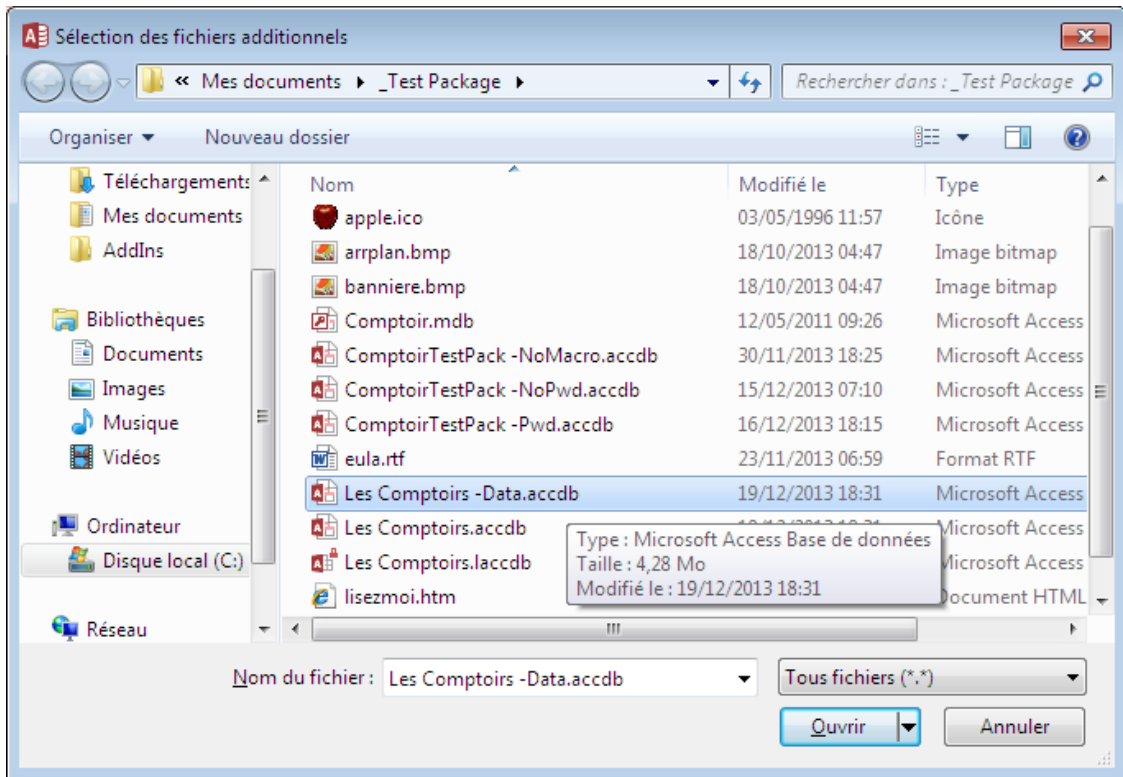 Sélection des fichiers additionnels
« Mes documents _Test Package
Rechercher dans : _Test Package
Organiser Nouveau dossier
Téléchargements
Mes documents
AddIns
Bibliothèques
Documents
Images
Musique
Vidéos
Ordinateur
Disque local (C:)
Réseau
Nom Modifié le Type
apple.ico 03/05/1996 11:57 Icône
arrplan.bmp 18/10/2013 04:47 Image bitmap
banniere.bmp 18/10/2013 04:47 Image bitmap
Comptoir.mdb 12/05/2011 09:26 Microsoft Access
ComptoirTestPack -NoMacro.accdb 30/11/2013 18:25 Microsoft Access
ComptoirTestPack -NoPwd.accdb 15/12/2013 07:10 Microsoft Access
ComptoirTestPack -Pwd.accdb 16/12/2013 18:15 Microsoft Access
eula.rtf 23/11/2013 06:59 Format RTF
Les Comptoirs -Data.accdb 19/12/2013 18:31 Microsoft Access
Les Comptoirs.accdb Microsoft Access
Les Comptoirs.laccdb Microsoft Access
lisezmoi.htm Document HTML
Type : Microsoft Access Base de données
Taille : 4,28 Mo
Modifié le : 19/12/2013 18:31
Nom du fichier : Les Comptoirs -Data.accdb
Tous fichiers (*.*)
Ouvrir Annuler